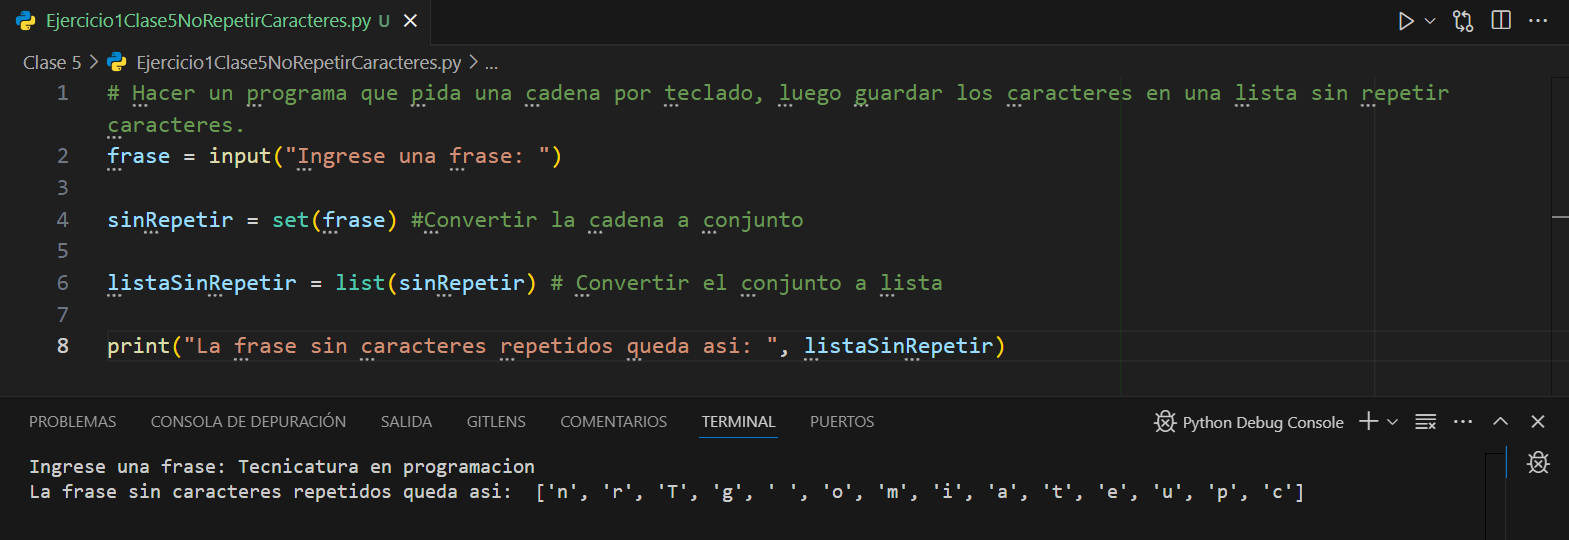 Ejercicio1Clase5NoRepetirCaracteres.py U
Clase 5 > Ejercicio1Clase5NoRepetirCaracteres.py > ...
1 # Hacer un programa que pida una cadena por teclado, luego guardar los caracteres en una lista sin repetir
caracteres.
2 frase = input("Ingrese una frase: ")
3
4 sinRepetir = set(frase) #Convertir la cadena a conjunto
5
6 listaSinRepetir = list(sinRepetir) # Convertir el conjunto a lista
7
8 print("La frase sin caracteres repetidos queda asi: ", listaSinRepetir)
PROBLEMAS CONSOLA DE DEPURACIÓN SALIDA GITLENS COMENTARIOS TERMINAL PUERTOS Python Debug Console
Ingrese una frase: Tecnicatura en programacion
La frase sin caracteres repetidos queda asi:  ['n', 'r', 'T', 'g', ' ', 'o', 'm', 'i', 'a', 't', 'e', 'u', 'p', 'c']